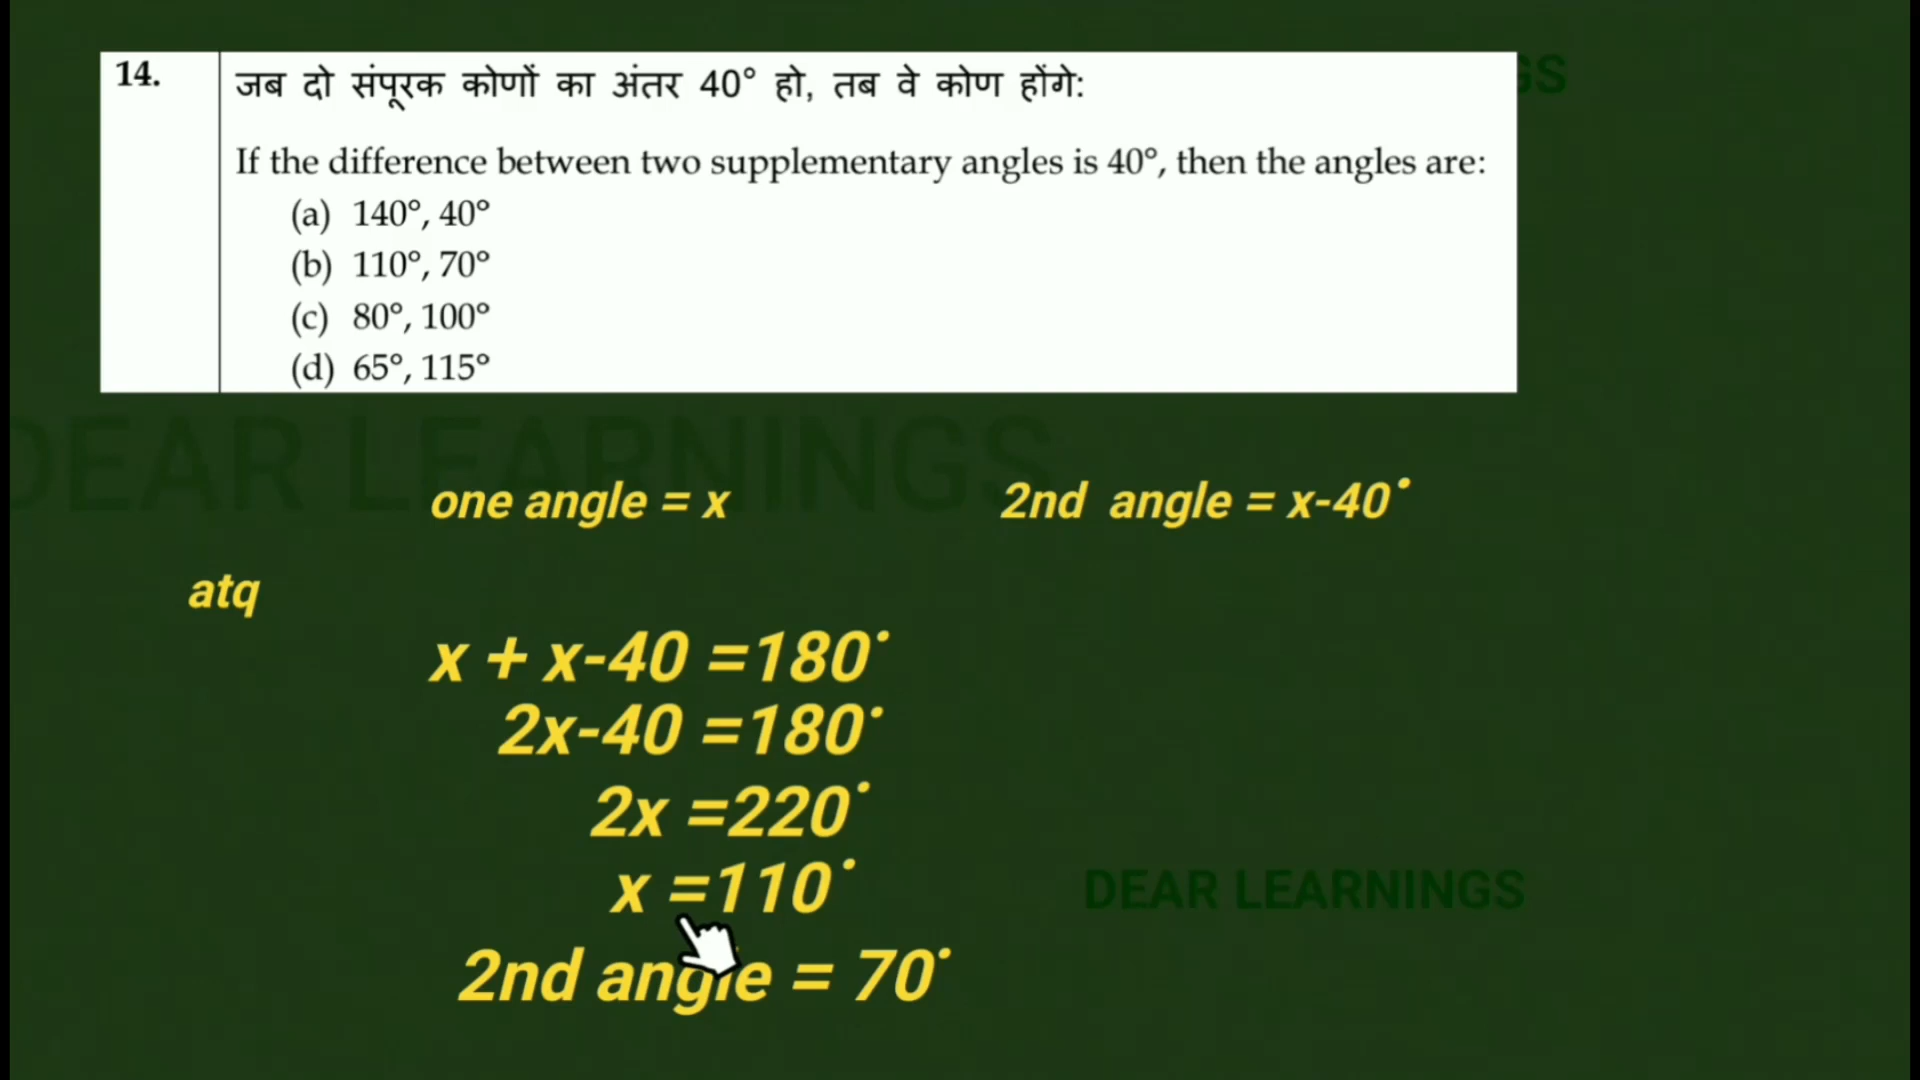 GS
14.
जब दो संपूरक कोणों का अंतर 40° हो, तब वे कोण होंगे:
If the difference between two supplementary angles is 40°, then the angles are:
(a) 140°, 40°
(b) 110°, 70°
(c) 80°, 100°
(d) 65°, 115°
DEAR LEARNINGS
one angle = x 2nd angle = x-40˙
atq
x + x-40 =180˙
2x-40 =180˙
2x =220˙
x =110˙
DEAR LEARNINGS
2nd angle = 70˙